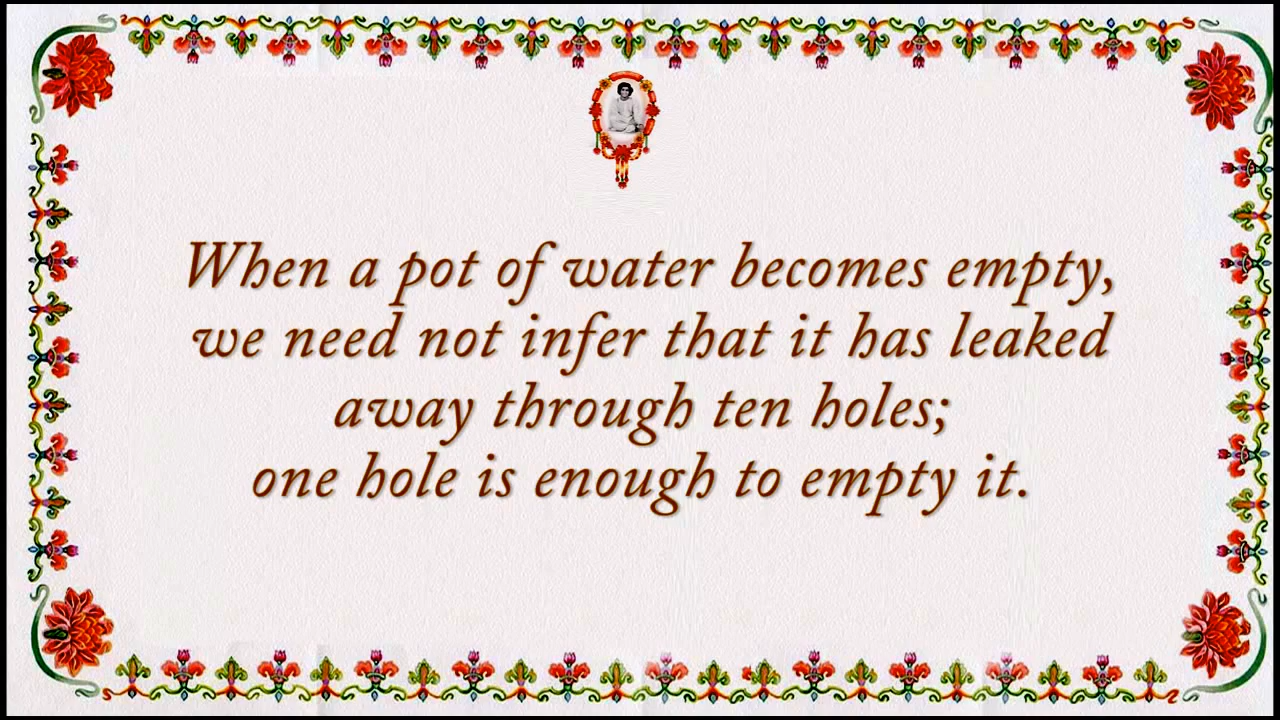 When a pot of water becomes empty,
we need not infer that it has leaked
away through ten holes;
one hole is enough to empty it.